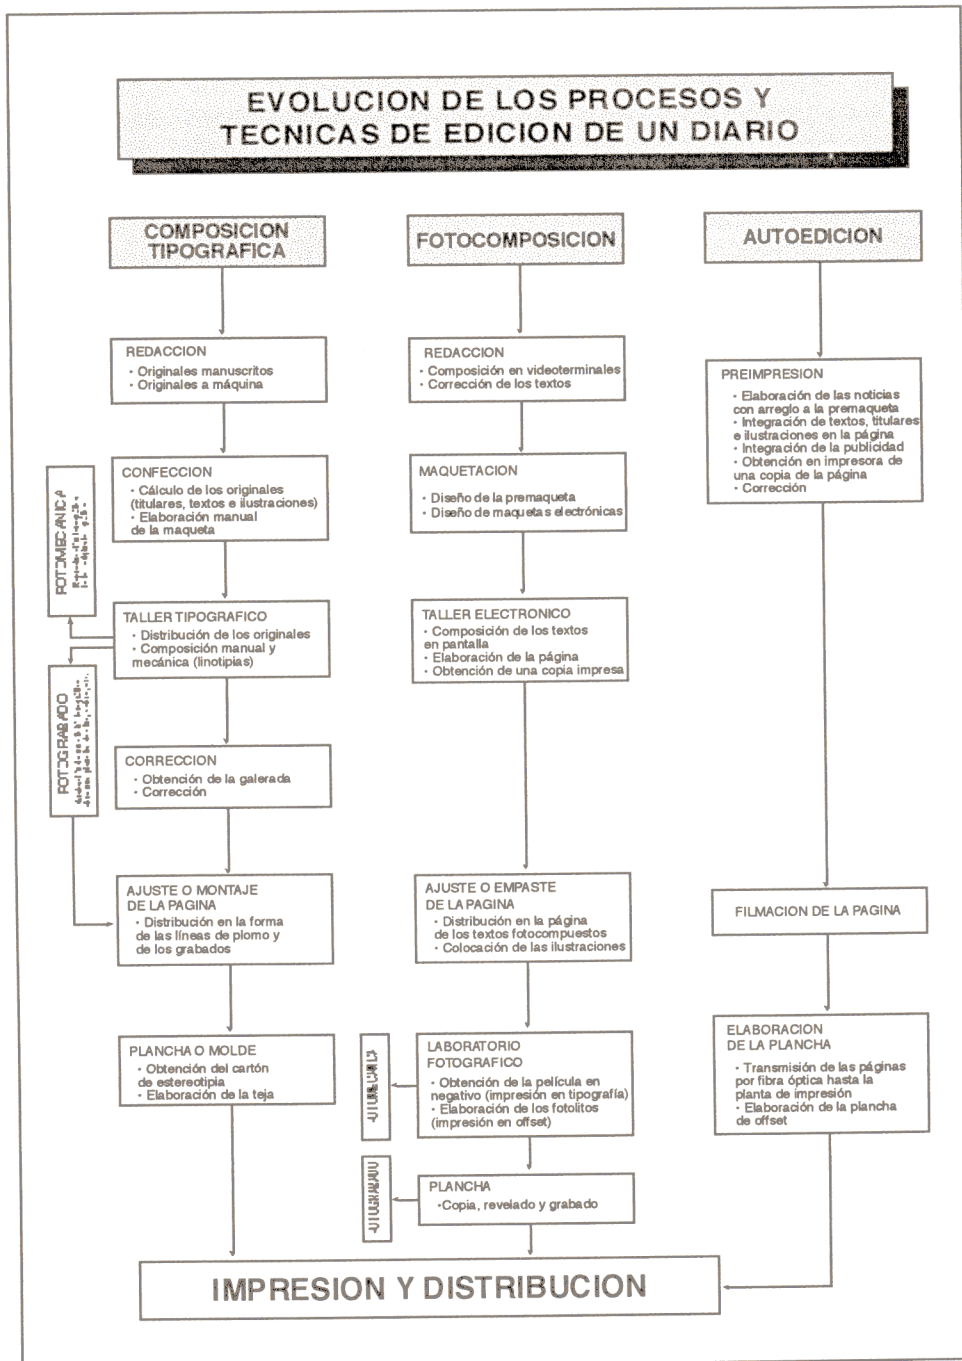 EVOLUCION DE LOS PROCESOS Y
TECNICAS DE EDICION DE UN DIARIO
COMPOSICION
TIPOGRAFICA
REDACCION
· Originales manuscritos
· Originales a máquina
CONFECCION
· Cálculo de los originales
(titulares, textos e ilustraciones)
· Elaboración manual
de la maqueta
FOTOMECANICA
TALLER TIPOGRAFICO
· Distribución de los originales
· Composición manual y
mecánica (linotipias)
FOTOGRABADO
CORRECCION
· Obtención de la galerada
· Corrección
AJUSTE O MONTAJE
DE LA PAGINA
· Distribución en la forma
de las líneas de plomo y
de los grabados
PLANCHA O MOLDE
· Obtención del cartón
de estereotipia
· Elaboración de la teja
FOTOCOMPOSICION
REDACCION
· Composición en videoterminales
· Corrección de los textos
MAQUETACION
· Diseño de la premaqueta
· Diseño de maquetas electrónicas
TALLER ELECTRONICO
· Composición de los textos
en pantalla
· Elaboración de la página
· Obtención de una copia impresa
AJUSTE O EMPASTE
DE LA PAGINA
· Distribución en la página
de los textos fotocompuestos
· Colocación de las ilustraciones
LABORATORIO
FOTOGRAFICO
· Obtención de la película en
negativo (impresión en tipografía)
· Elaboración de los fotolitos
(impresión en offset)
PLANCHA
·Copia, revelado y grabado
AUTOEDICION
PREIMPRESION
· Elaboración de las noticias
con arreglo a la premaqueta
· Integración de textos, titulares
e ilustraciones en la página
· Integración de la publicidad
· Obtención en impresora de
una copia de la página
· Corrección
FILMACION DE LA PAGINA
ELABORACION
DE LA PLANCHA
· Transmisión de las páginas
por fibra óptica hasta la
planta de impresión
· Elaboración de la plancha
de offset
IMPRESION Y DISTRIBUCION